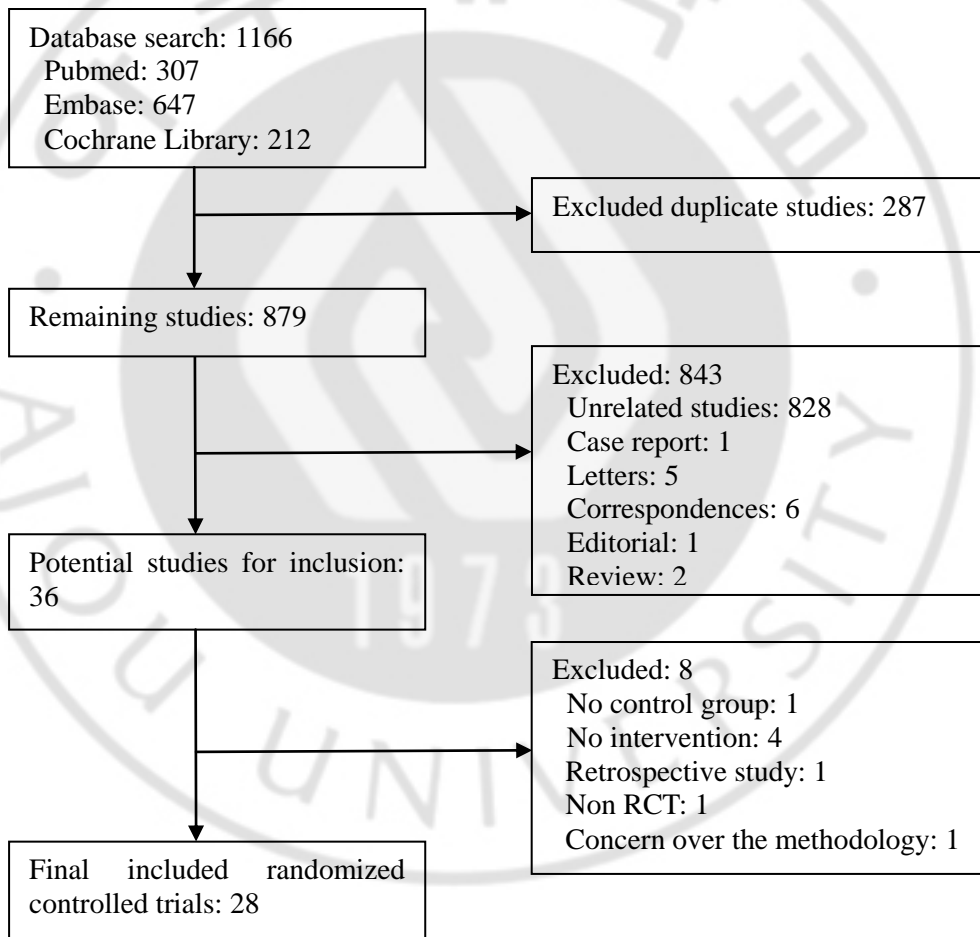 Database search: 1166
Pubmed: 307
Embase: 647
Cochrane Library: 212
Excluded duplicate studies: 287
Remaining studies: 879
Excluded: 843
Unrelated studies: 828
Case report: 1
Letters: 5
Correspondences: 6
Editorial: 1
Review: 2
Potential studies for inclusion:
36
Excluded: 8
No control group: 1
No intervention: 4
Retrospective study: 1
Non RCT: 1
Concern over the methodology: 1
Final included randomized
controlled trials: 28
AJOU UNIVERSITY
1973